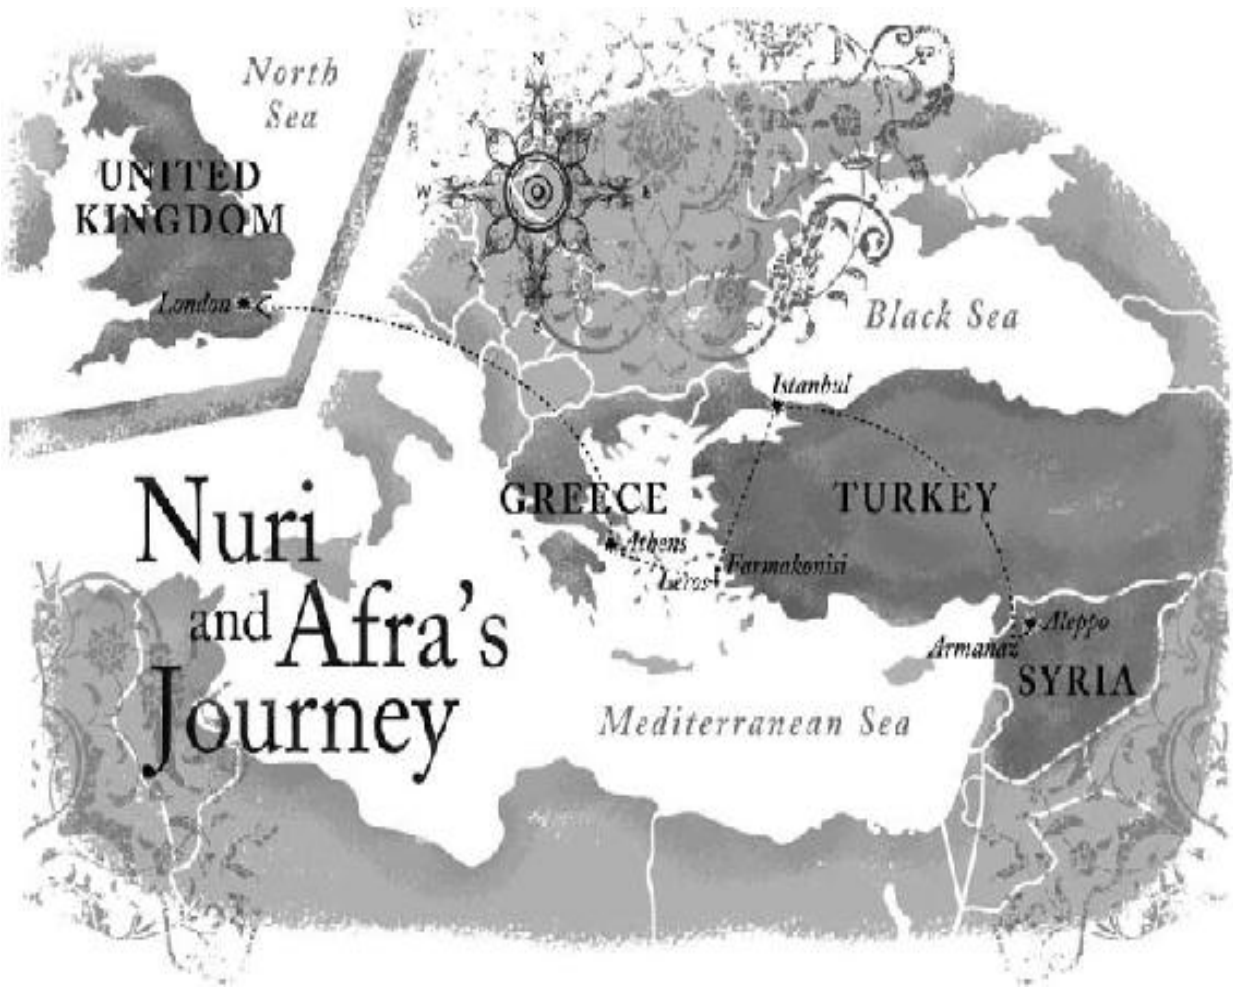 North
Sea
UNITED
KINGDOM
London
N
W
E
S
Black Sea
Istanbul
Nuri
and Afra's
Journey
GREECE
TURKEY
Athens
Farmakonisi
Leros
Aleppo
Armanaz
SYRIA
Mediterranean Sea